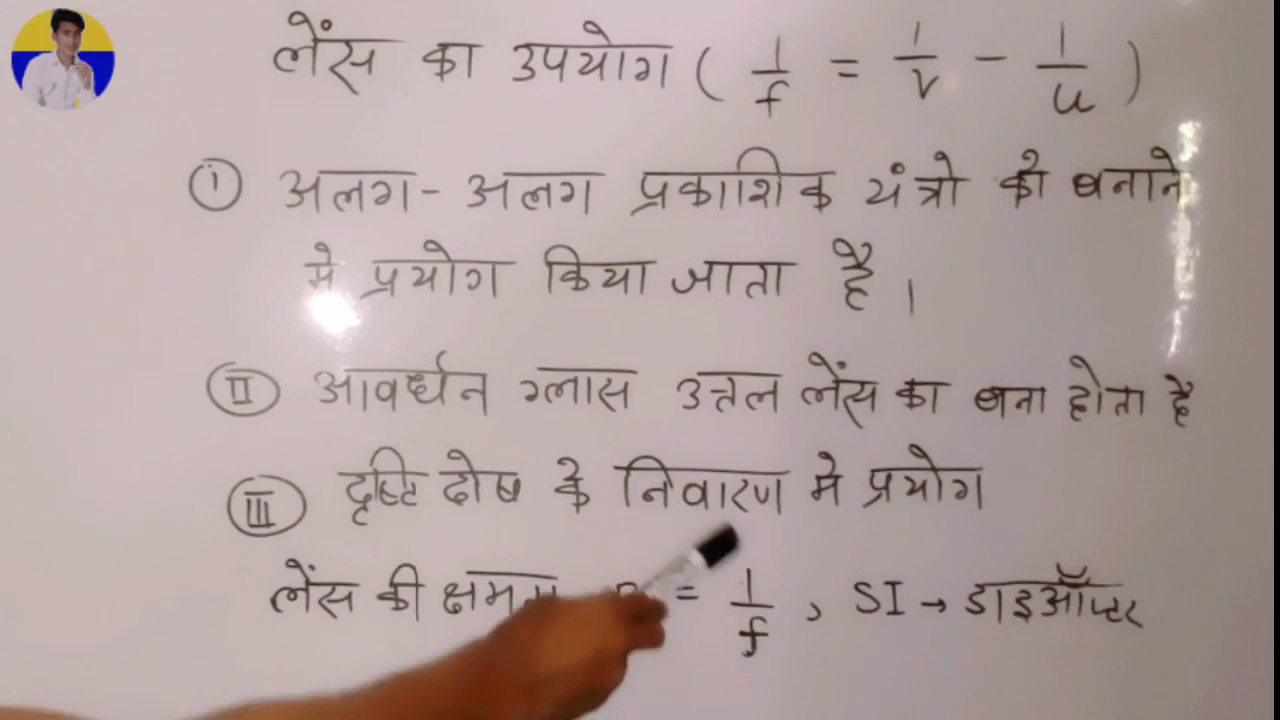 लेंस का उपयोग ( 1/f = 1/v - 1/u )
(i) अलग-अलग प्रकाशिक यंत्रो को बनाने
मे प्रयोग किया जाता है।
(II) आवर्धन ग्लास उत्तल लेंस का बना होता है
(III) दृष्टि दोष के निवारण मे प्रयोग
लेंस की क्षमता = 1/f , SI → डाइऑप्टर